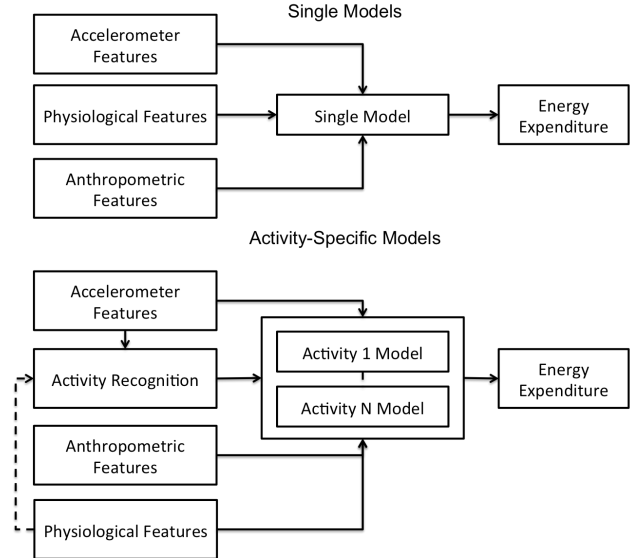 Single Models
Accelerometer
Features
Physiological Features
Single Model
Energy
Expenditure
Anthropometric
Features
Activity-Specific Models
Accelerometer
Features
Activity Recognition
Activity 1 Model
Activity N Model
Energy
Expenditure
Anthropometric
Features
Physiological Features